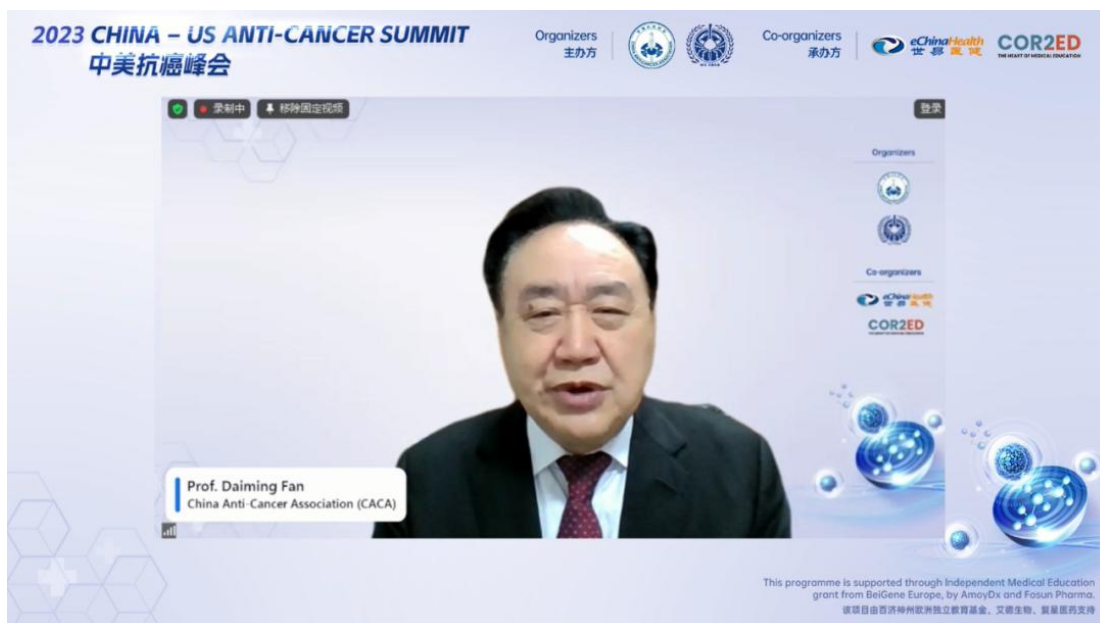 2023 CHINA – US ANTI-CANCER SUMMIT
中美抗癌峰会
Organizers
主办方
Co-organizers
承办方
eChinaHealth
世易医健
COR2ED
THE HEART OF MEDICAL EDUCATION
录制中
移除固定视频
登录
Organizers
Co-organizers
eChinaHealth
世易医健
COR2ED
Prof. Daiming Fan
China Anti-Cancer Association (CACA)
This programme is supported through Independent Medical Education
grant from BeiGene Europe, by AmoyDx and Fosun Pharma.
该项目由百济神州欧洲独立教育基金、艾德生物、复星医药支持